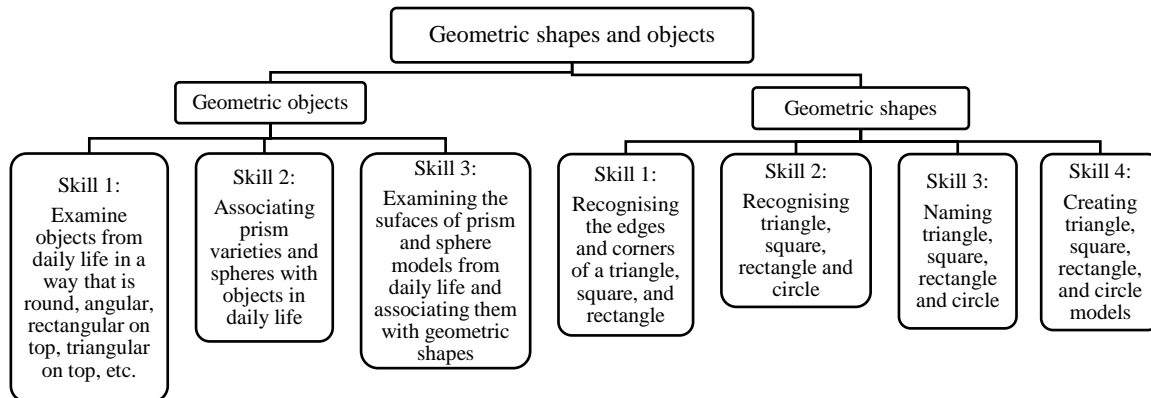 Geometric shapes and objects
Geometric objects
Geometric shapes
Skill 1:
Examine
objects from
daily life in a
way that is
round, angular,
rectangular on
top, triangular
on top, etc.
Skill 2:
Associating
prism
varieties and
spheres with
objects in
daily life
Skill 3:
Examining the
sufaces of prism
and sphere
models from
daily life and
associating them
with geometric
shapes
Skill 1:
Recognising
the edges
and corners
of a triangle,
square, and
rectangle
Skill 2:
Recognising
triangle,
square,
rectangle and
circle
Skill 3:
Naming
triangle,
square,
rectangle
and circle
Skill 4:
Creating
triangle,
square,
rectangle,
and circle
models